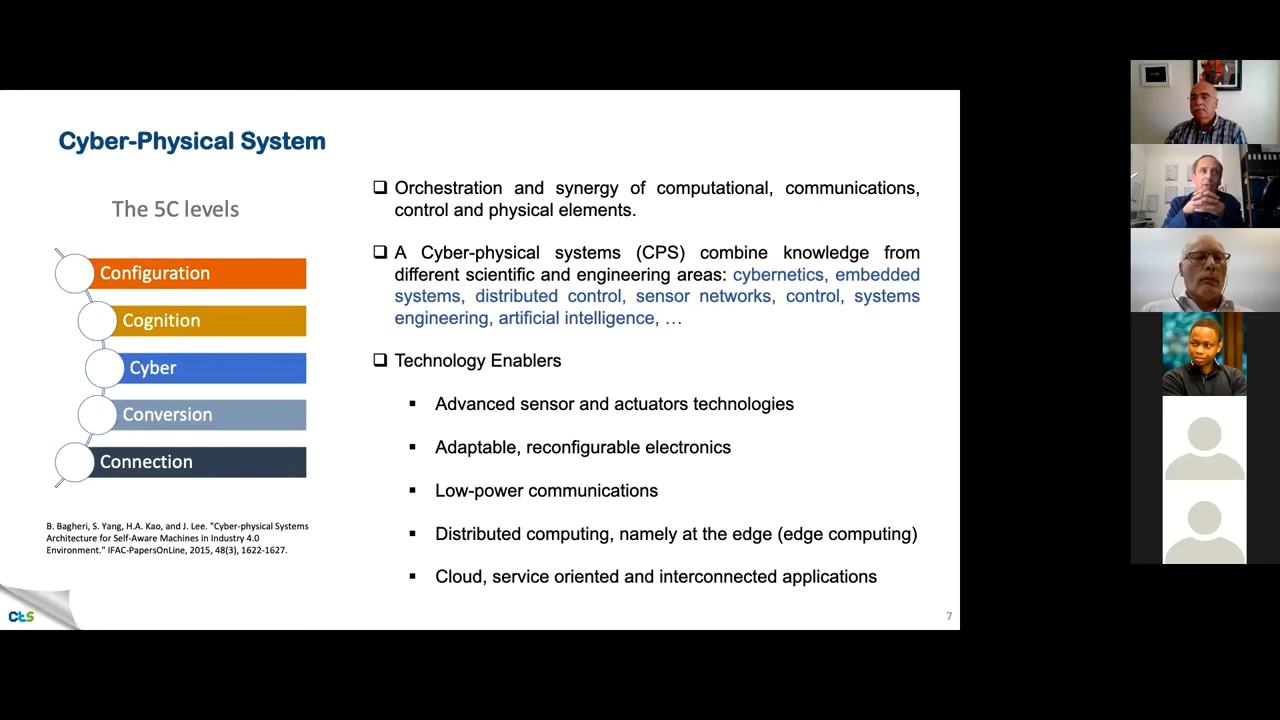 Cyber-Physical System
The 5C levels
Configuration
Cognition
Cyber
Conversion
Connection
B. Bagheri, S. Yang, H.A. Kao, and J. Lee. "Cyber-physical Systems
Architecture for Self-Aware Machines in Industry 4.0
Environment." IFAC-PapersOnLine, 2015, 48(3), 1622-1627.
Orchestration and synergy of computational, communications,
control and physical elements.
A Cyber-physical systems (CPS) combine knowledge from
different scientific and engineering areas: cybernetics, embedded
systems, distributed control, sensor networks, control, systems
engineering, artificial intelligence, …
Technology Enablers
Advanced sensor and actuators technologies
Adaptable, reconfigurable electronics
Low-power communications
Distributed computing, namely at the edge (edge computing)
Cloud, service oriented and interconnected applications
cts
7